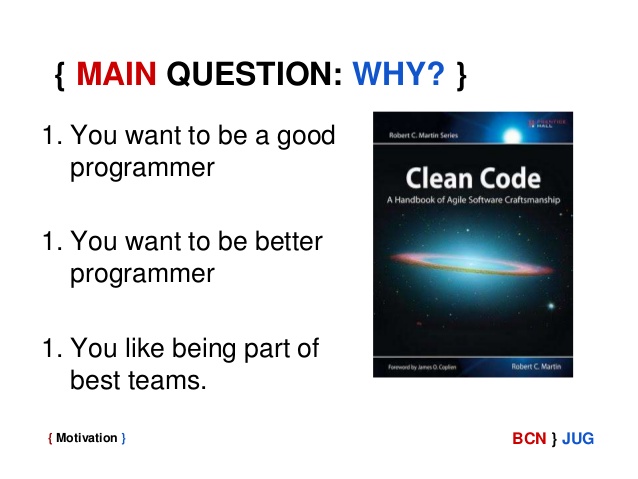 { MAIN QUESTION: WHY? }
1. You want to be a good
programmer
1. You want to be better
programmer
1. You like being part of
best teams.
PRENTICE
HALL
Robert C. Martin Series
Clean Code
A Handbook of Agile Software Craftsmanship
Foreword by James O. Coplien
Robert C. Martin
{ Motivation }
BCN } JUG